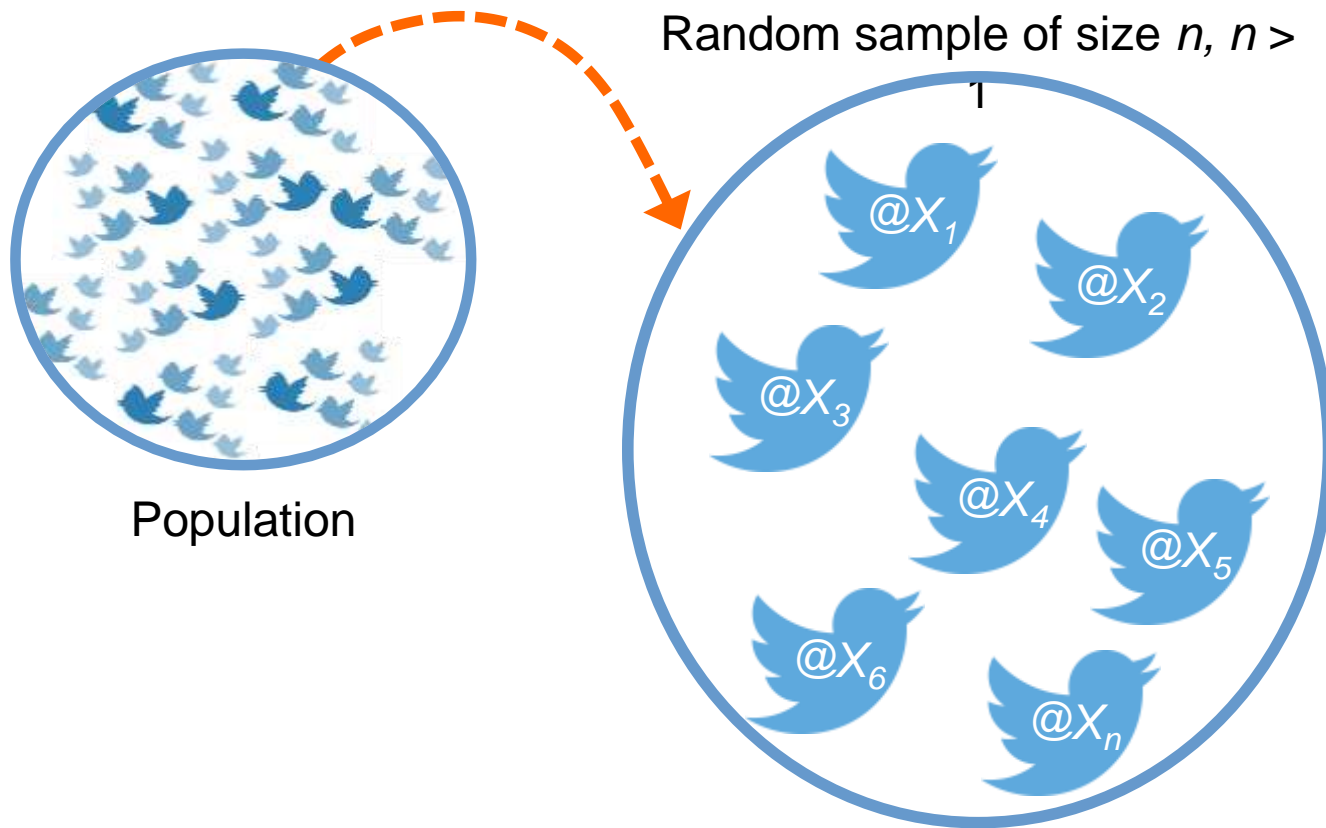 Random sample of size n, n >
1
@X₁
@X₂
@X₃
@X₄
@X₅
@X₆
@Xₙ
Population